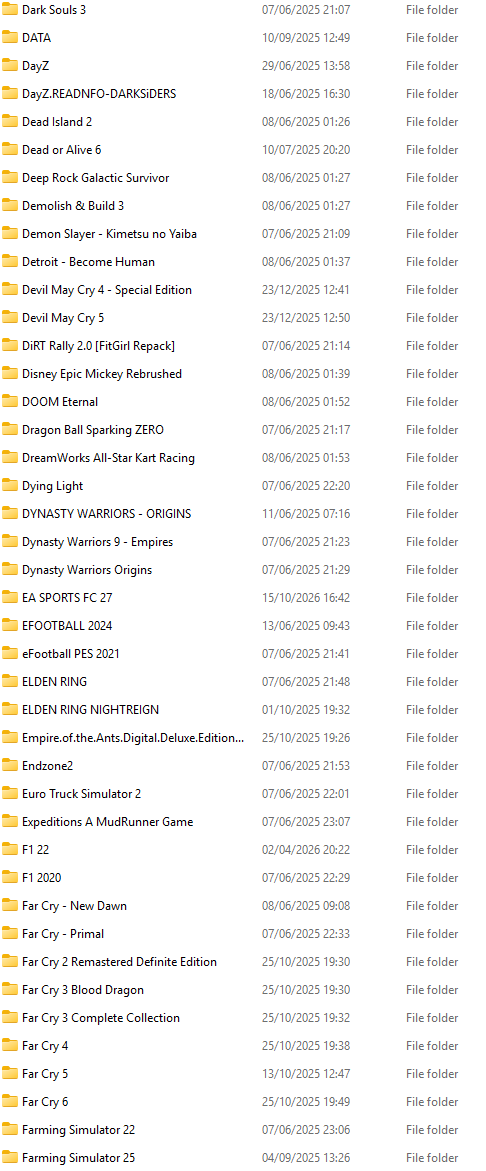 Dark Souls 3 07/06/2025 21:07 File folder
DATA 10/09/2025 12:49 File folder
DayZ 29/06/2025 13:58 File folder
DayZ.READNFO-DARKSiDERS 18/06/2025 16:30 File folder
Dead Island 2 08/06/2025 01:26 File folder
Dead or Alive 6 10/07/2025 20:20 File folder
Deep Rock Galactic Survivor 08/06/2025 01:27 File folder
Demolish & Build 3 08/06/2025 01:27 File folder
Demon Slayer - Kimetsu no Yaiba 07/06/2025 21:09 File folder
Detroit - Become Human 08/06/2025 01:37 File folder
Devil May Cry 4 - Special Edition 23/12/2025 12:41 File folder
Devil May Cry 5 23/12/2025 12:50 File folder
DiRT Rally 2.0 [FitGirl Repack] 07/06/2025 21:14 File folder
Disney Epic Mickey Rebrushed 08/06/2025 01:39 File folder
DOOM Eternal 08/06/2025 01:52 File folder
Dragon Ball Sparking ZERO 07/06/2025 21:17 File folder
DreamWorks All-Star Kart Racing 08/06/2025 01:53 File folder
Dying Light 07/06/2025 22:20 File folder
DYNASTY WARRIORS - ORIGINS 11/06/2025 07:16 File folder
Dynasty Warriors 9 - Empires 07/06/2025 21:23 File folder
Dynasty Warriors Origins 07/06/2025 21:29 File folder
EA SPORTS FC 27 15/10/2026 16:42 File folder
EFOOTBALL 2024 13/06/2025 09:43 File folder
eFootball PES 2021 07/06/2025 21:41 File folder
ELDEN RING 07/06/2025 21:48 File folder
ELDEN RING NIGHTREIGN 01/10/2025 19:32 File folder
Empire.of.the.Ants.Digital.Deluxe.Edition... 25/10/2025 19:26 File folder
Endzone2 07/06/2025 21:53 File folder
Euro Truck Simulator 2 07/06/2025 22:01 File folder
Expeditions A MudRunner Game 07/06/2025 23:07 File folder
F1 22 02/04/2026 20:22 File folder
F1 2020 07/06/2025 22:29 File folder
Far Cry - New Dawn 08/06/2025 09:08 File folder
Far Cry - Primal 07/06/2025 22:33 File folder
Far Cry 2 Remastered Definite Edition 25/10/2025 19:30 File folder
Far Cry 3 Blood Dragon 25/10/2025 19:30 File folder
Far Cry 3 Complete Collection 25/10/2025 19:32 File folder
Far Cry 4 25/10/2025 19:38 File folder
Far Cry 5 13/10/2025 12:47 File folder
Far Cry 6 25/10/2025 19:49 File folder
Farming Simulator 22 07/06/2025 23:06 File folder
Farming Simulator 25 04/09/2025 13:26 File folder